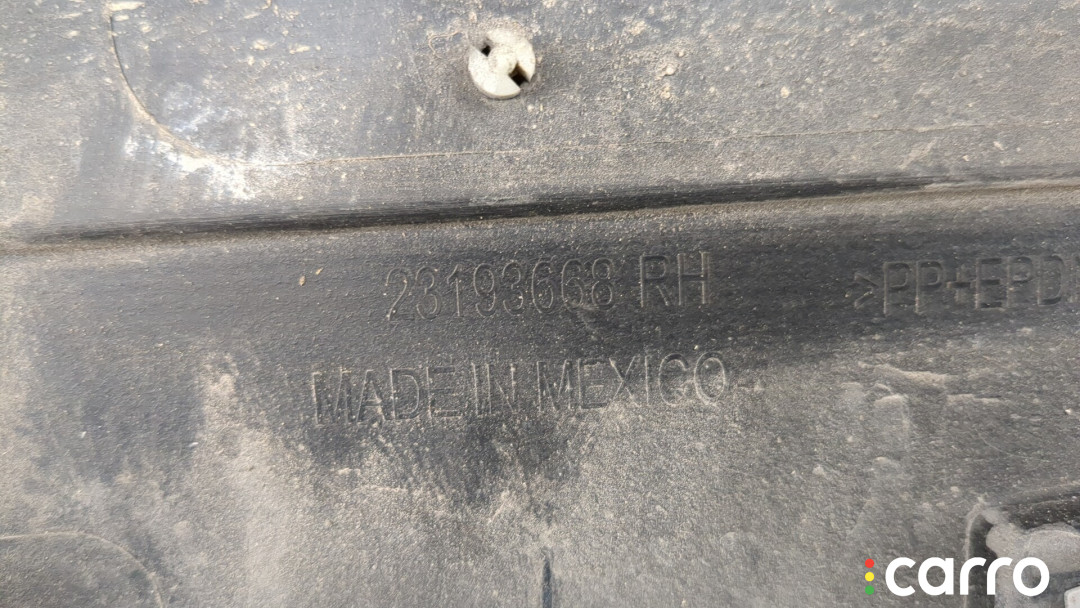 23193668 RH
>PP+EPD
MADE IN MEXICO
carro